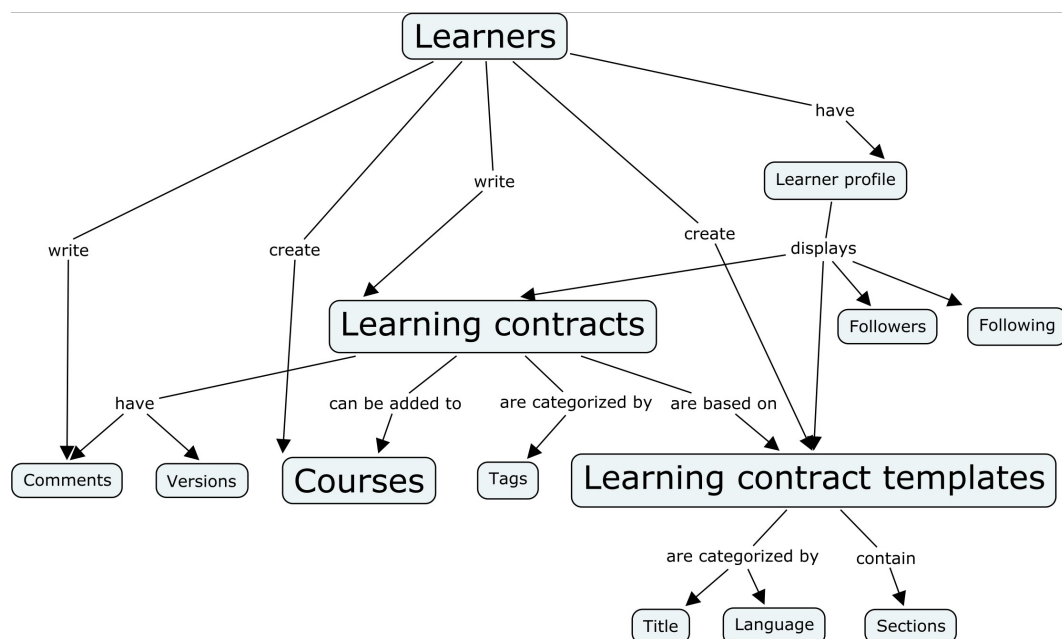 Learners
have
Learner profile
write
write
create
create
displays
Learning contracts
Followers
Following
have
can be added to
are categorized by
are based on
Comments
Versions
Courses
Tags
Learning contract templates
are categorized by
contain
Title
Language
Sections